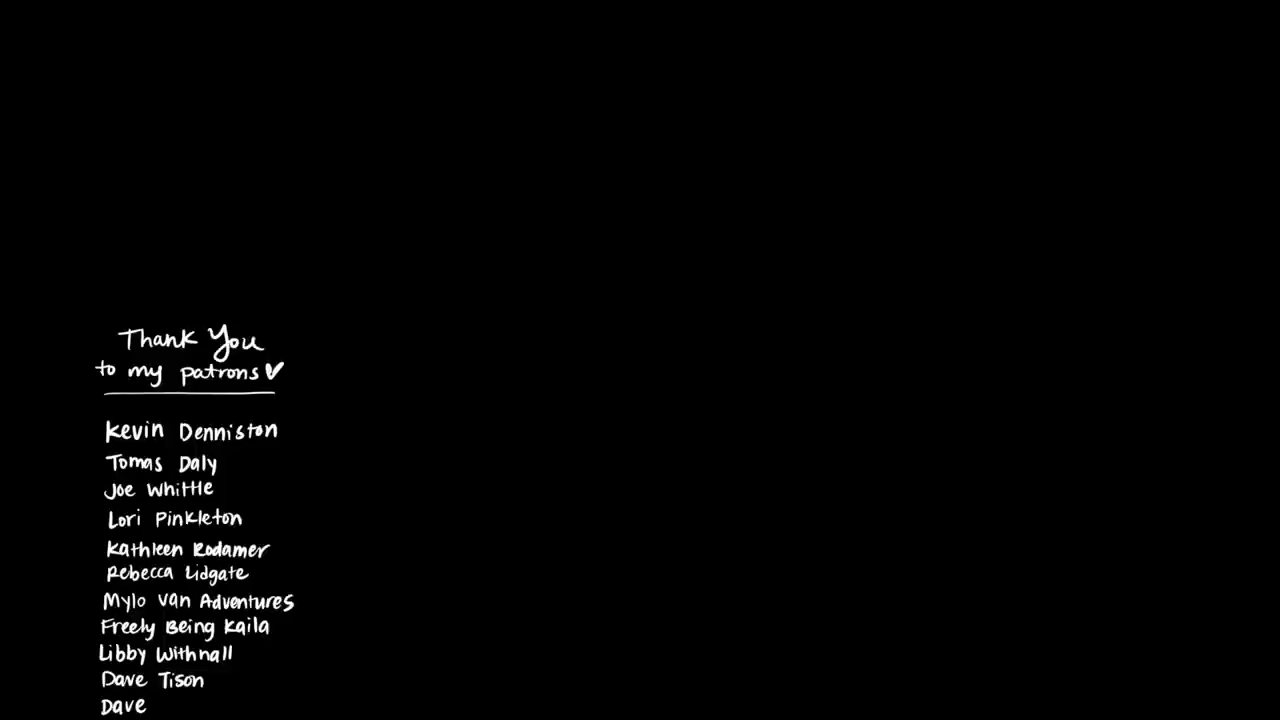 Thank You
to my patrons
Kevin Denniston
Tomas Daly
Joe Whittle
Lori Pinkleton
Kathleen Rodamer
Rebecca Lidgate
Mylo Van Adventures
Freely Being Kaila
Libby Withnall
Dave Tison
Dave